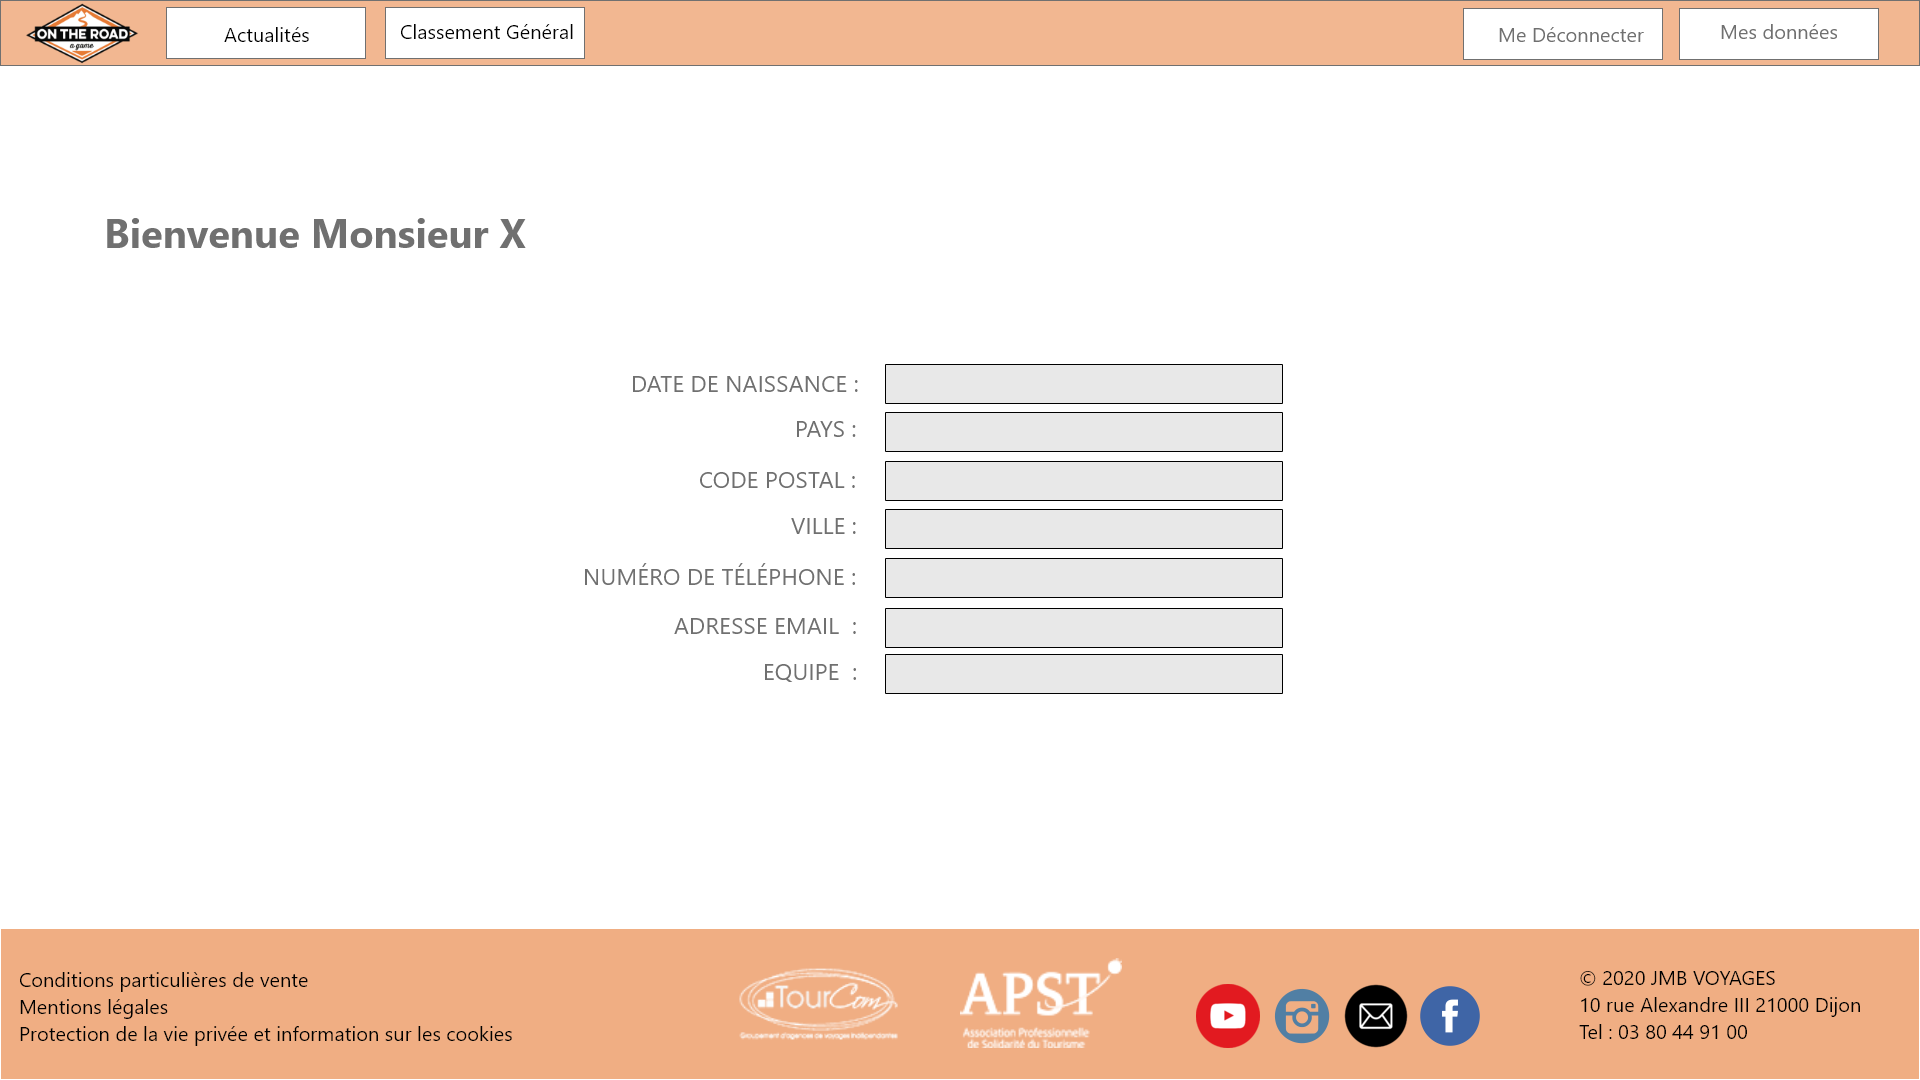 ON THE ROAD
a game
Actualités
Classement Général
Me Déconnecter
Mes données
Bienvenue Monsieur X
DATE DE NAISSANCE :
PAYS :
CODE POSTAL :
VILLE :
NUMÉRO DE TÉLÉPHONE :
ADRESSE EMAIL :
EQUIPE :
Conditions particulières de vente
Mentions légales
Protection de la vie privée et information sur les cookies
TourCom
Groupement d'agences de voyages indépendantes
APST
Association Professionnelle
de Solidarité du Tourisme
© 2020 JMB VOYAGES
10 rue Alexandre III 21000 Dijon
Tel : 03 80 44 91 00